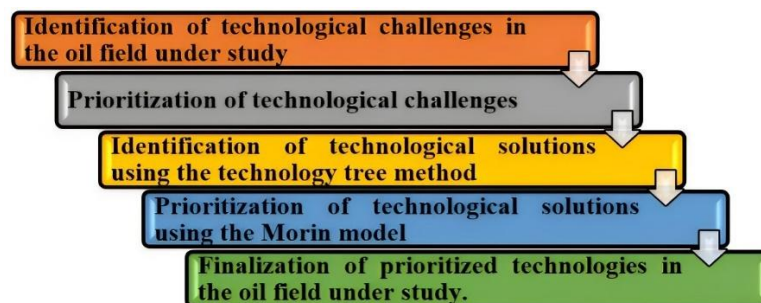 Identification of technological challenges in
the oil field under study
Prioritization of technological challenges
Identification of technological solutions
using the technology tree method
Prioritization of technological solutions
using the Morin model
Finalization of prioritized technologies in
the oil field under study.